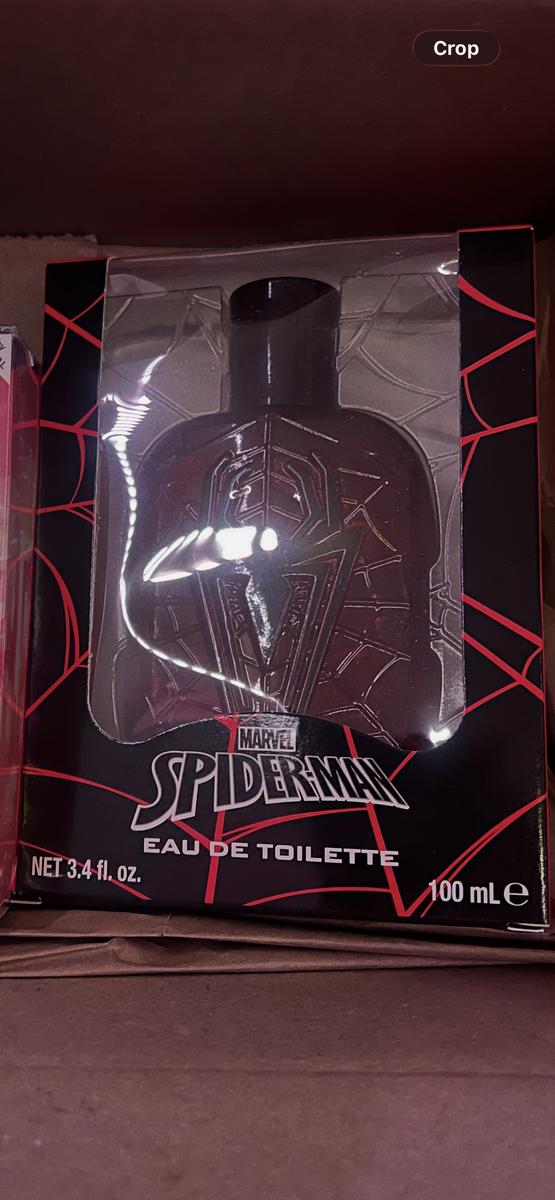 Crop
MARVEL
SPIDER-MAN
EAU DE TOILETTE
NET 3.4 fl. oz.
100 mL e